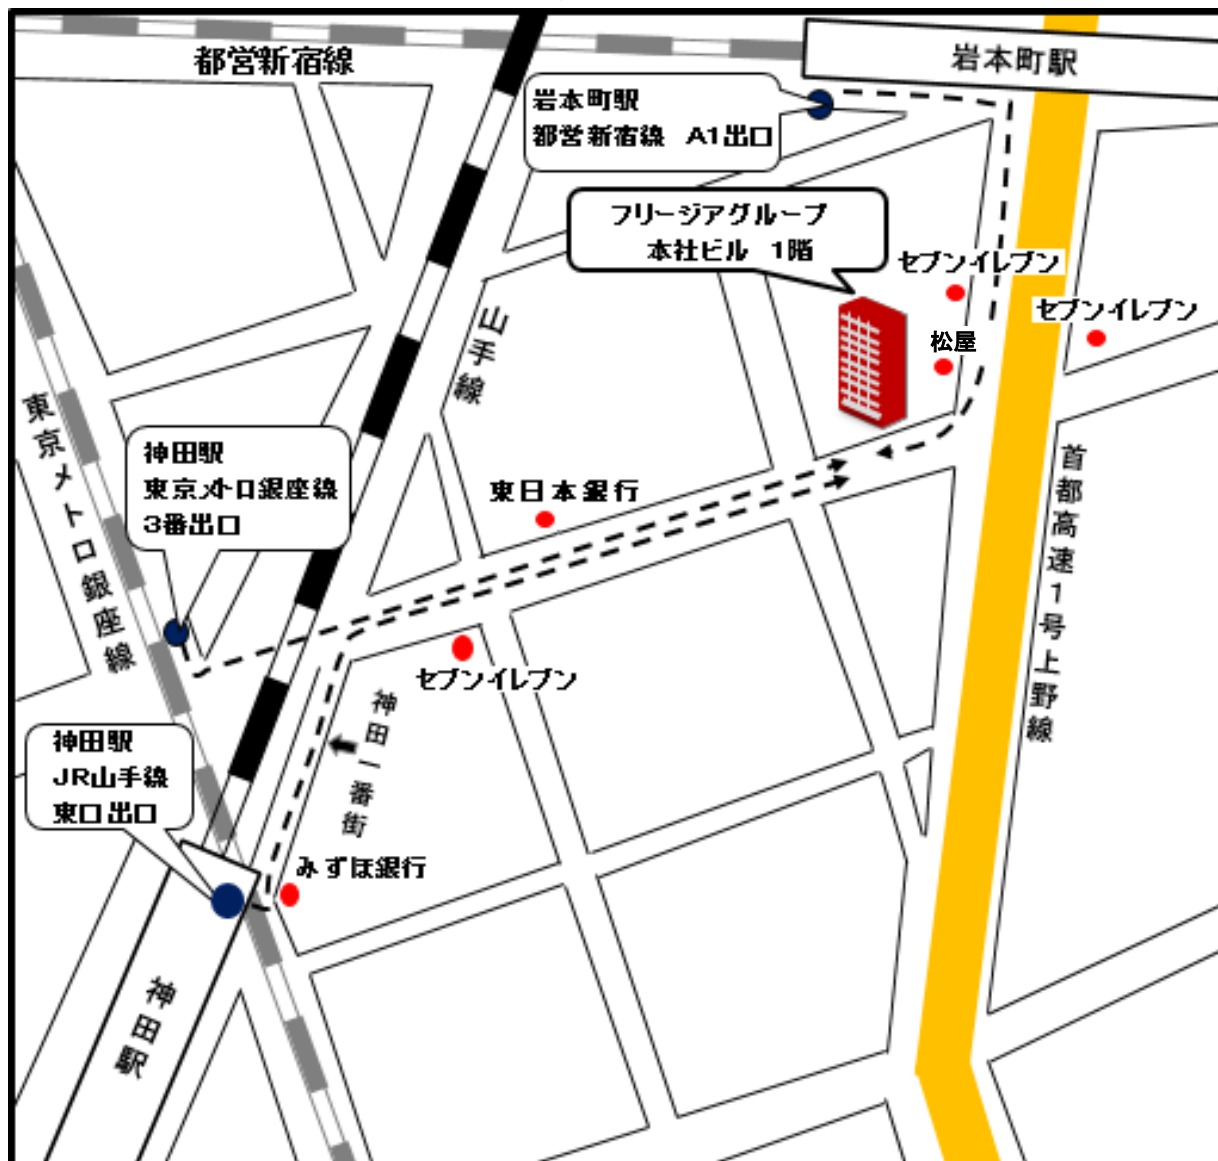 都営新宿線
岩本町駅
岩本町駅
都営新宿線 A1出口
フリージアグループ
本社ビル 1階
セブンイレブン
セブンイレブン
松屋
山手線
東京メトロ銀座線
神田駅
東京メトロ銀座線
3番出口
東日本銀行
首都高速1号上野線
セブンイレブン
神田一番街
神田駅
JR山手線
東口出口
みずほ銀行
神田駅